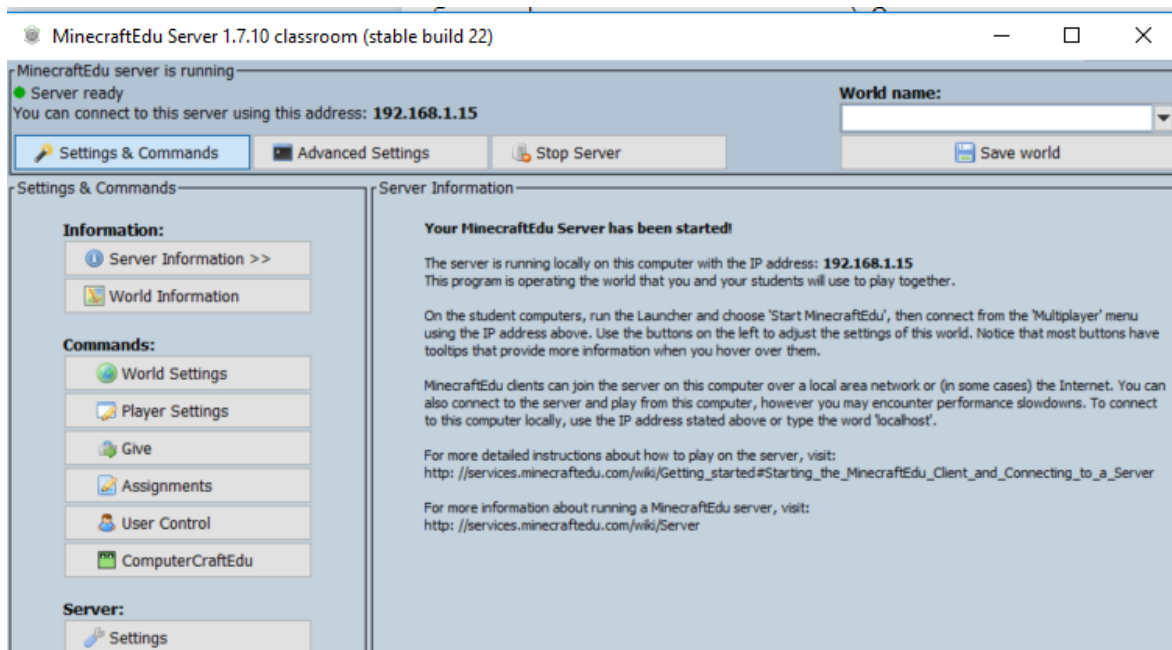 MinecraftEdu Server 1.7.10 classroom (stable build 22)
MinecraftEdu server is running
Server ready
You can connect to this server using this address: 192.168.1.15
World name:
Settings & Commands
Advanced Settings
Stop Server
Save world
Settings & Commands
Information:
Server Information >>
World Information
Commands:
World Settings
Player Settings
Give
Assignments
User Control
ComputerCraftEdu
Server:
Settings
Server Information
Your MinecraftEdu Server has been started!
The server is running locally on this computer with the IP address: 192.168.1.15
This program is operating the world that you and your students will use to play together.
On the student computers, run the Launcher and choose 'Start MinecraftEdu', then connect from the 'Multiplayer' menu
using the IP address above. Use the buttons on the left to adjust the settings of this world. Notice that most buttons have
tooltips that provide more information when you hover over them.
MinecraftEdu clients can join the server on this computer over a local area network or (in some cases) the Internet. You can
also connect to the server and play from this computer, however you may encounter performance slowdowns. To connect
to this computer locally, use the IP address stated above or type the word 'localhost'.
For more detailed instructions about how to play on the server, visit:
http: //services.minecraftedu.com/wiki/Getting_started#Starting_the_MinecraftEdu_Client_and_Connecting_to_a_Server
For more information about running a MinecraftEdu server, visit:
http: //services.minecraftedu.com/wiki/Server